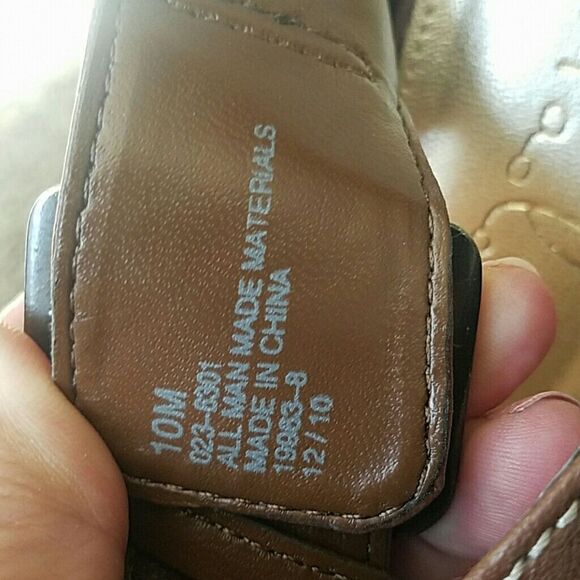 10M
023-6301
ALL MAN MADE MATERIALS
MADE IN CHINA
19963-8
12/10